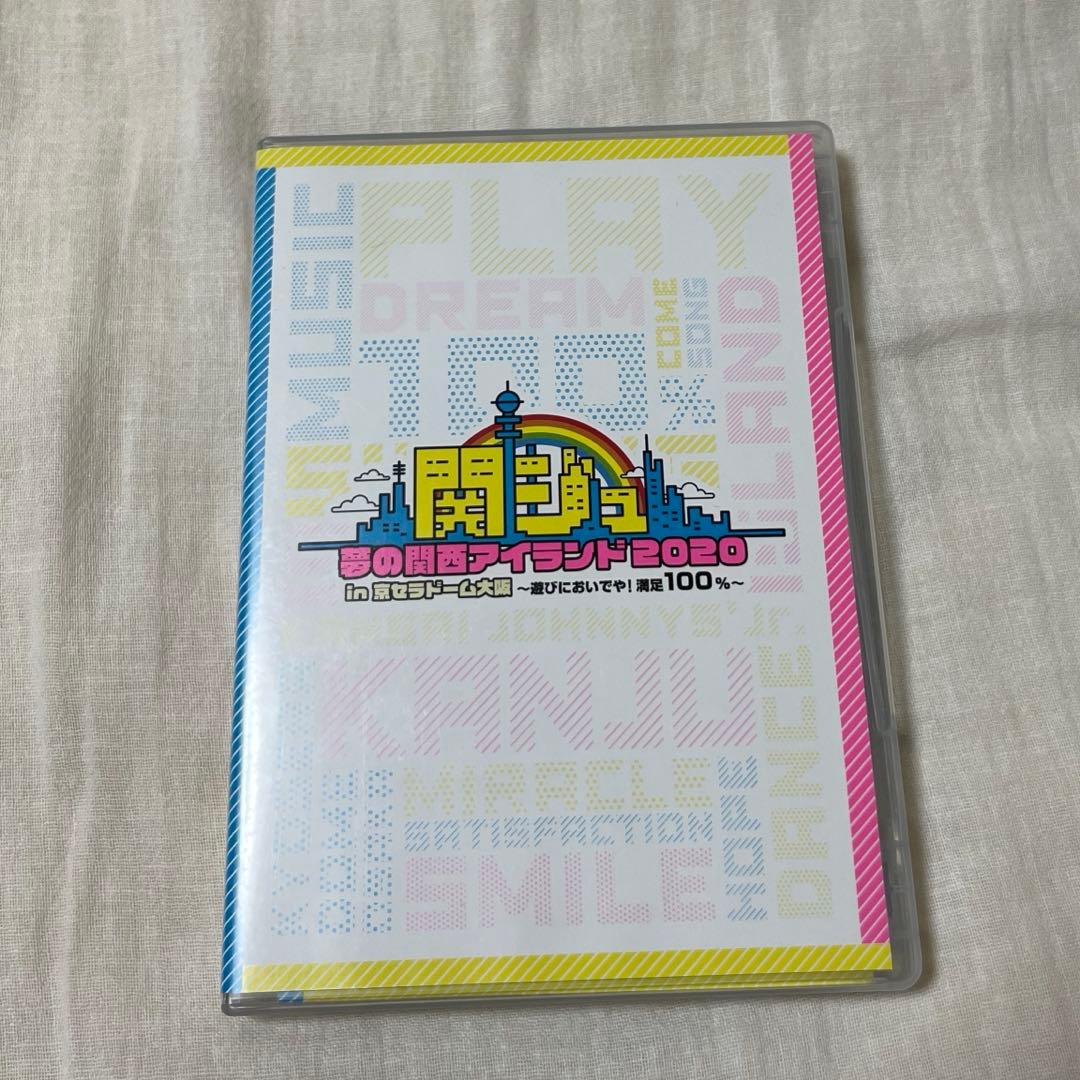 PLAY
MUSIC
DREAM
COME
SONG
100%
ISLAND
関ジュ
夢の関西アイランド2020
in 京セラドーム大阪 ～遊びにおいでや！満足100％～
KANJU
DANCE
MIRACLE
HOPE
SATISFACTION
DOME
SMILE